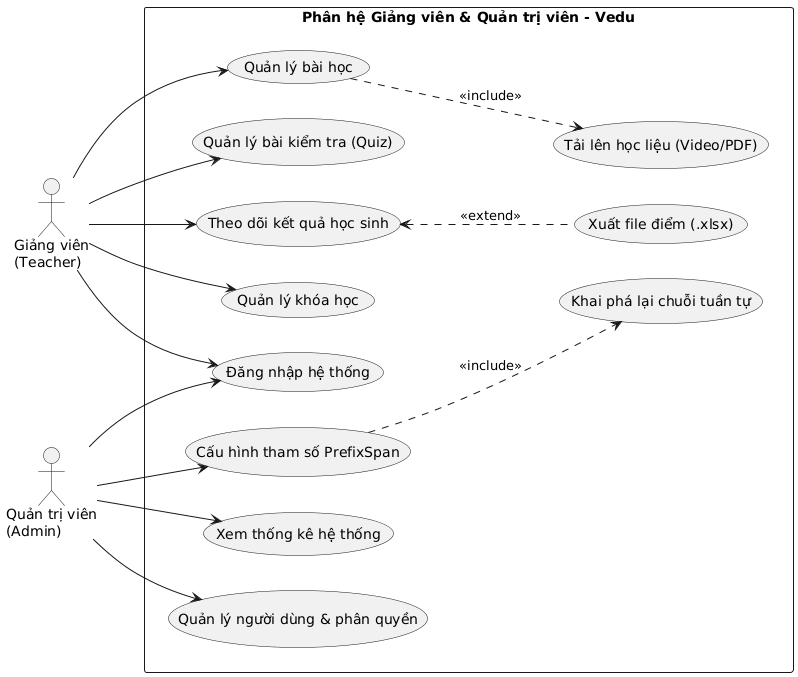 Phân hệ Giảng viên & Quản trị viên - Vedu
Quản lý bài học
«include»
Tải lên học liệu (Video/PDF)
Quản lý bài kiểm tra (Quiz)
Theo dõi kết quả học sinh
«extend»
Xuất file điểm (.xlsx)
Giảng viên
(Teacher)
Quản lý khóa học
Khai phá lại chuỗi tuần tự
Đăng nhập hệ thống
«include»
Cấu hình tham số PrefixSpan
Quản trị viên
(Admin)
Xem thống kê hệ thống
Quản lý người dùng & phân quyền